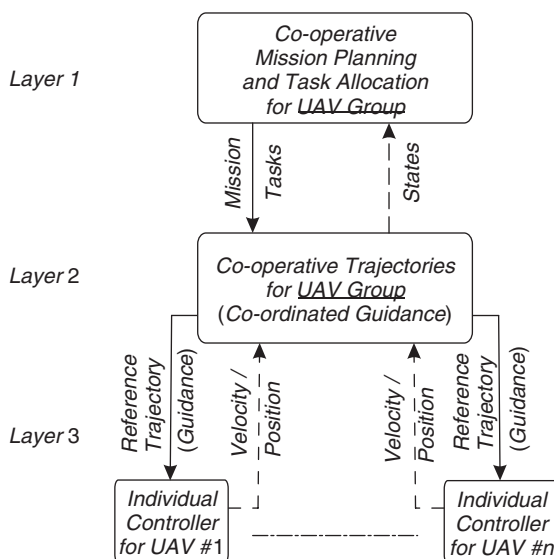 Co-operative
Mission Planning
and Task Allocation
for UAV Group
Layer 1
Mission
Tasks
States
Layer 2
Co-operative Trajectories
for UAV Group
(Co-ordinated Guidance)
Reference
Trajectory
(Guidance)
Velocity /
Position
Velocity /
Position
Reference
Trajectory
(Guidance)
Layer 3
Individual
Controller
for UAV #1
Individual
Controller
for UAV #n